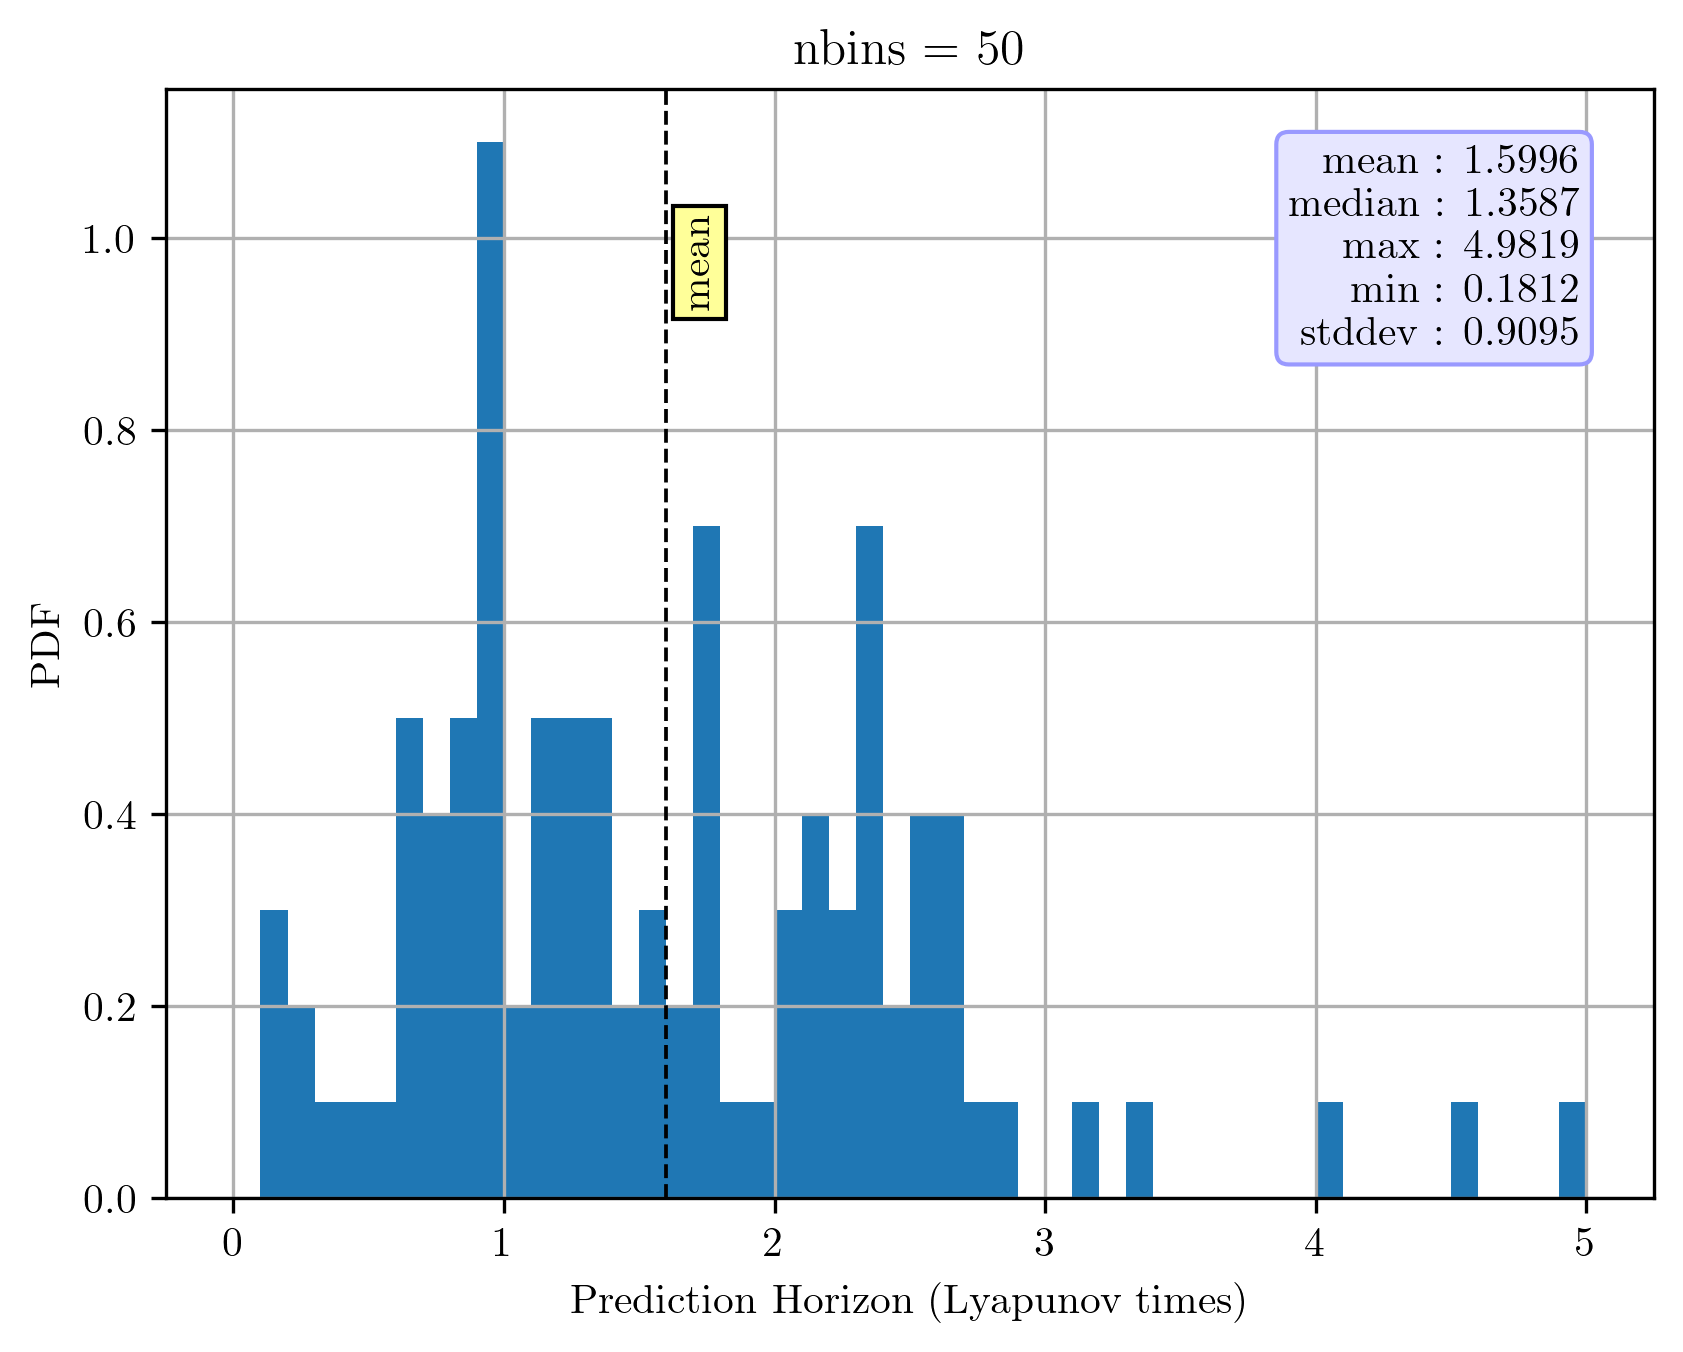 nbins = 50
mean : 1.5996
median : 1.3587
max : 4.9819
min : 0.1812
stddev : 0.9095
mean
PDF
1.0
0.8
0.6
0.4
0.2
0.0
0 1 2 3 4 5
Prediction Horizon (Lyapunov times)